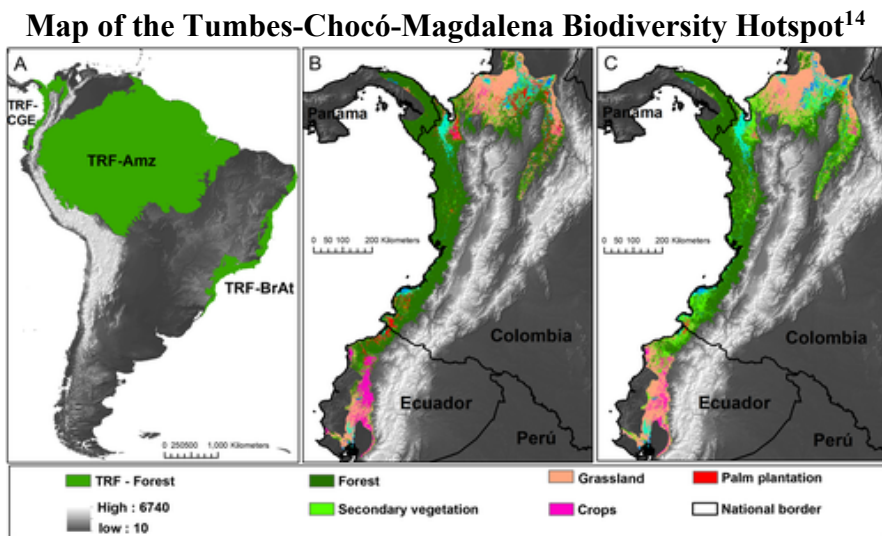 Map of the Tumbes-Chocó-Magdalena Biodiversity Hotspot14
A
TRF-
CGE
TRF-Amz
TRF-BrAt
0 250500 1,000 Kilometers
B
Panama
0 50 100 200 Kilometers
Colombia
Ecuador
Perú
C
Panama
0 50 100 200 Kilometers
Colombia
Ecuador
Perú
TRF - Forest
Forest
Grassland
Palm plantation
High : 6740
low : 10
Secondary vegetation
Crops
National border